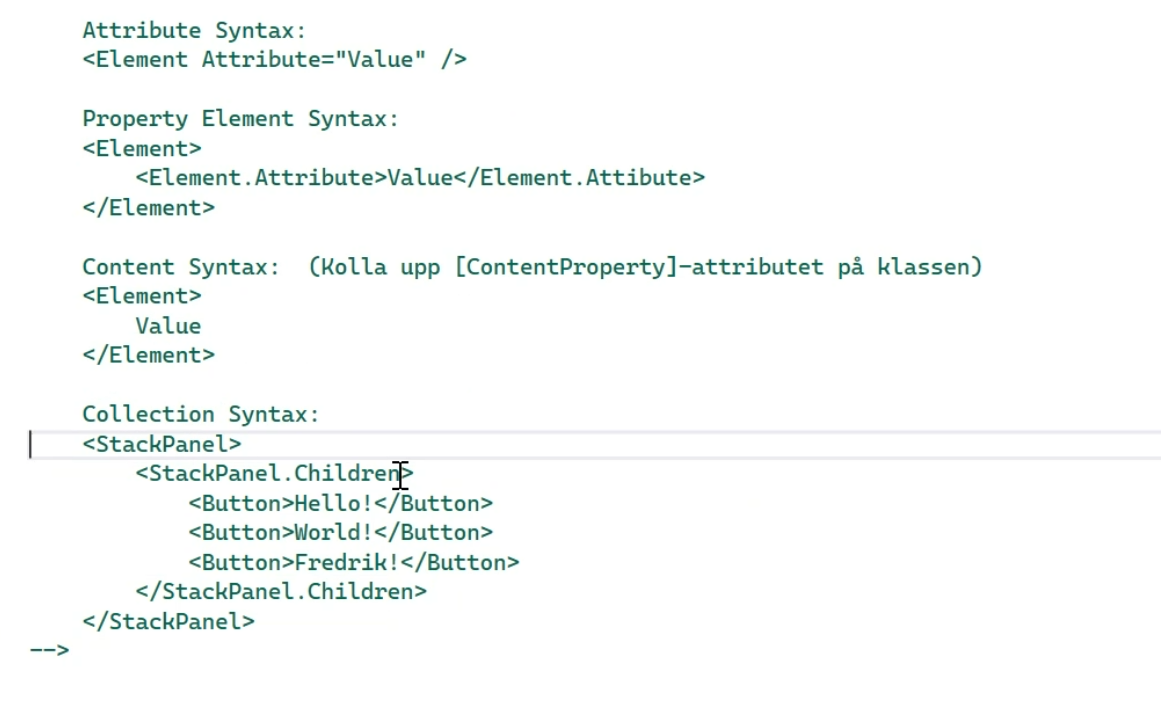 Attribute Syntax:
<Element Attribute="Value" />
Property Element Syntax:
<Element>
<Element.Attribute>Value</Element.Attibute>
</Element>
Content Syntax:  (Kolla upp [ContentProperty]-attributet på klassen)
<Element>
Value
</Element>
Collection Syntax:
<StackPanel>
<StackPanel.Children>
<Button>Hello!</Button>
<Button>World!</Button>
<Button>Fredrik!</Button>
</StackPanel.Children>
</StackPanel>
-->